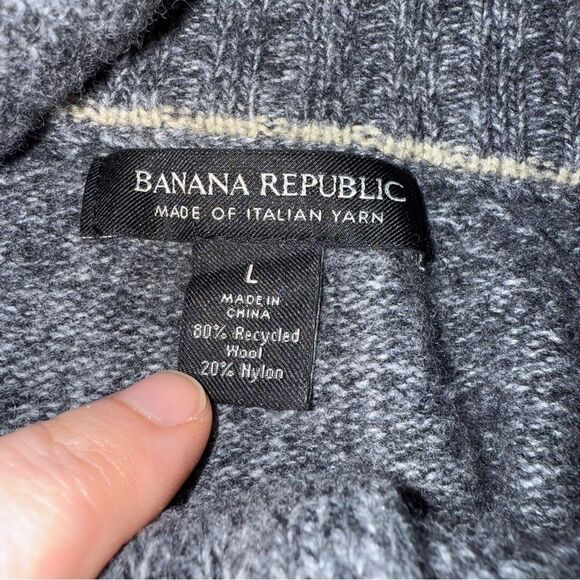 BANANA REPUBLIC
MADE OF ITALIAN YARN
L
MADE IN
CHINA
80% Recycled
Wool
20% Nylon